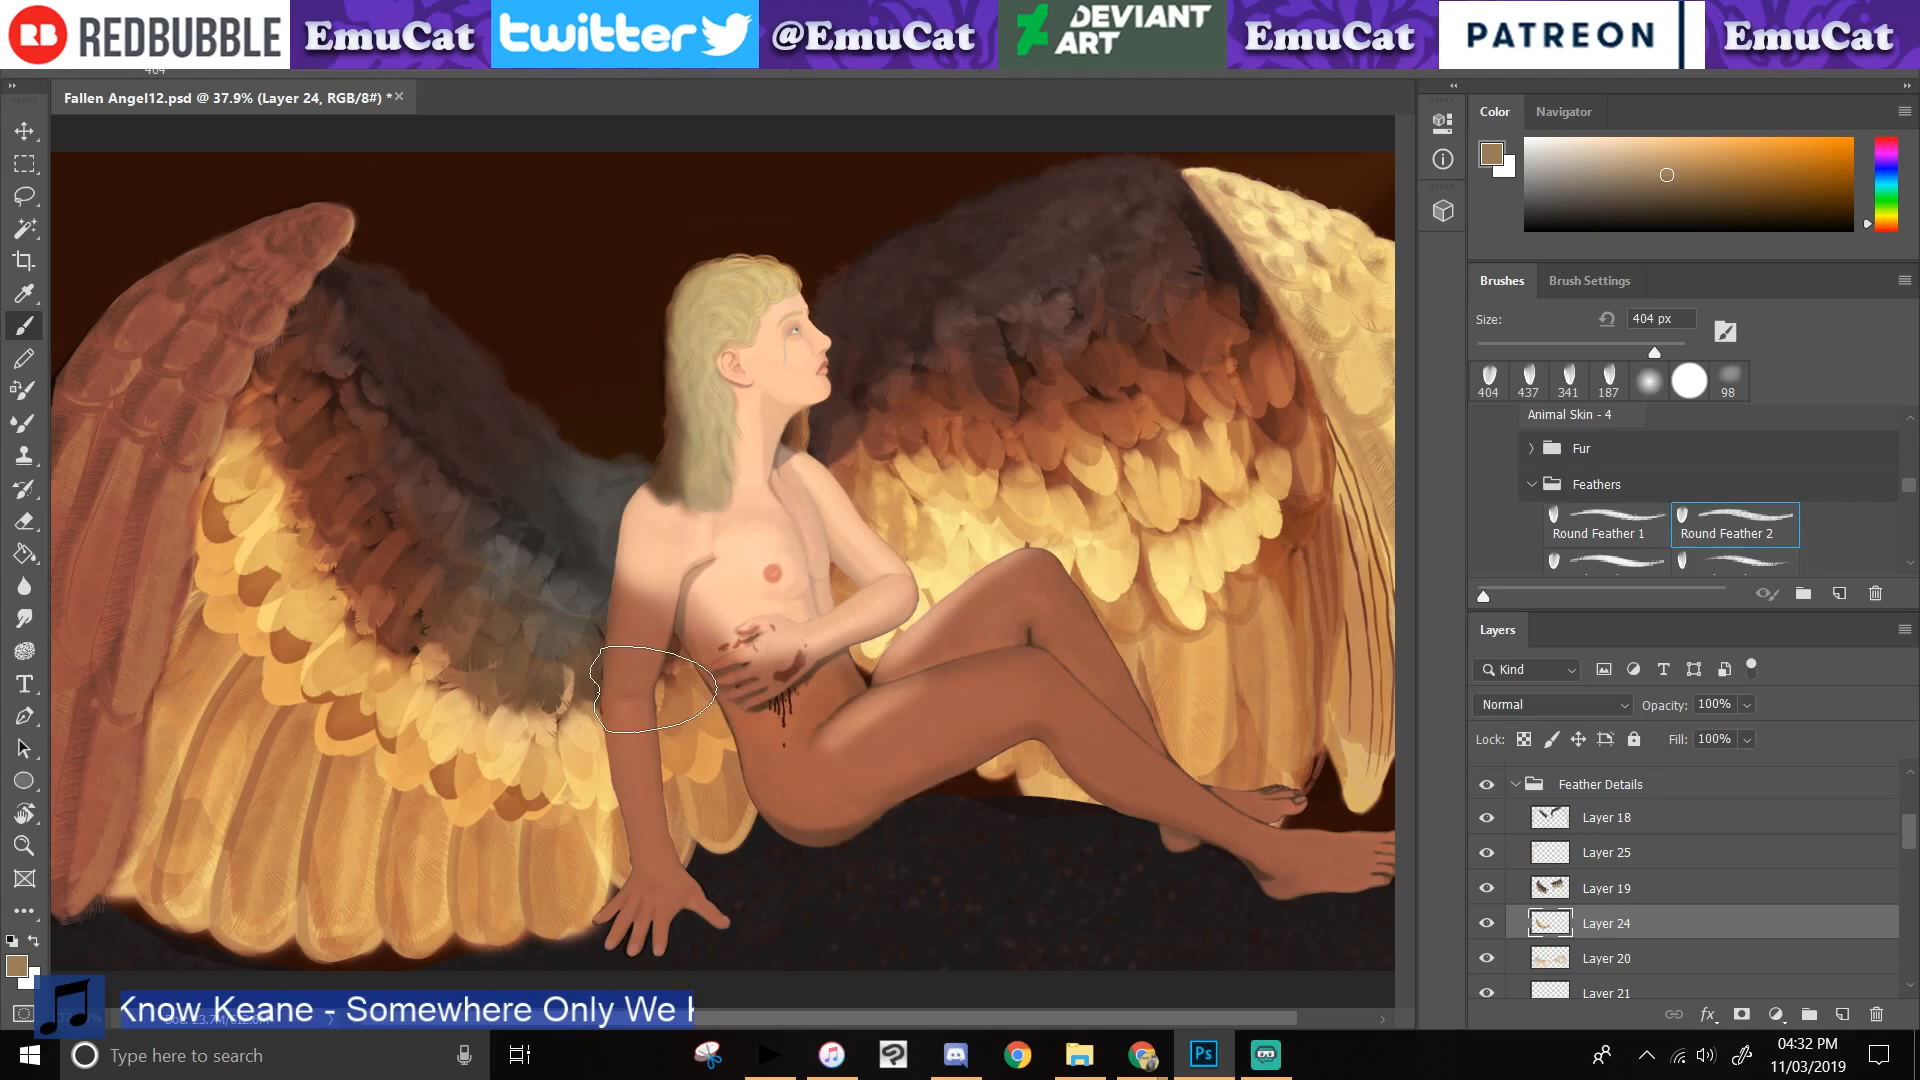 RB REDBUBBLE EmuCat twitter @EmuCat DEVIANT ART EmuCat PATREON EmuCat
404
Fallen Angel12.psd @ 37.9% (Layer 24, RGB/8#) *
Color Navigator
Brushes Brush Settings
Size: 404 px
404 437 341 187 98
Animal Skin - 4
Fur
Feathers
Round Feather 1 Round Feather 2
Layers
Kind
Normal Opacity: 100%
Lock: Fill: 100%
Feather Details
Layer 18
Layer 25
Layer 19
Layer 24
Layer 20
Layer 21
fx
Know Keane - Somewhere Only We
Type here to search
Ps
04:32 PM
11/03/2019